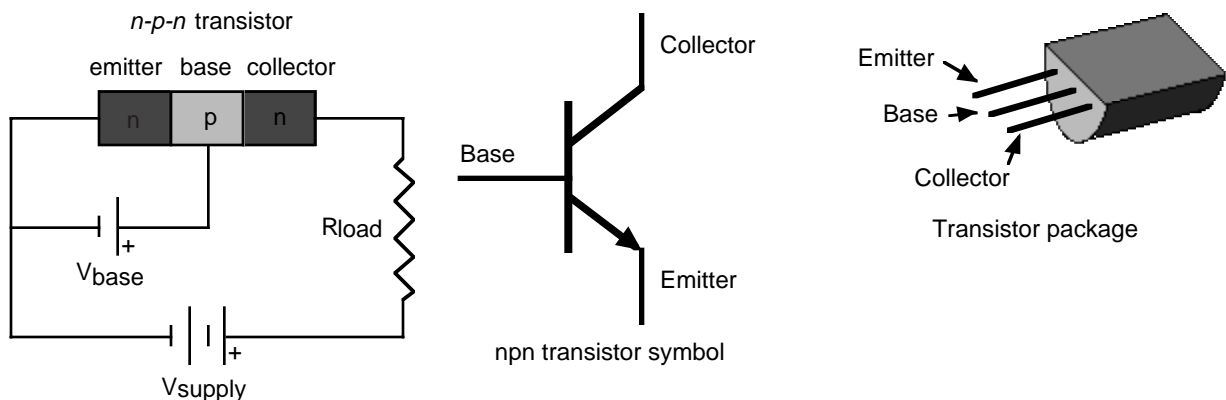 n-p-n transistor
emitter base collector
n p n
+
Vbase
Rload
+
Vsupply
Collector
Base
Emitter
npn transistor symbol
Emitter
Base
Collector
Transistor package